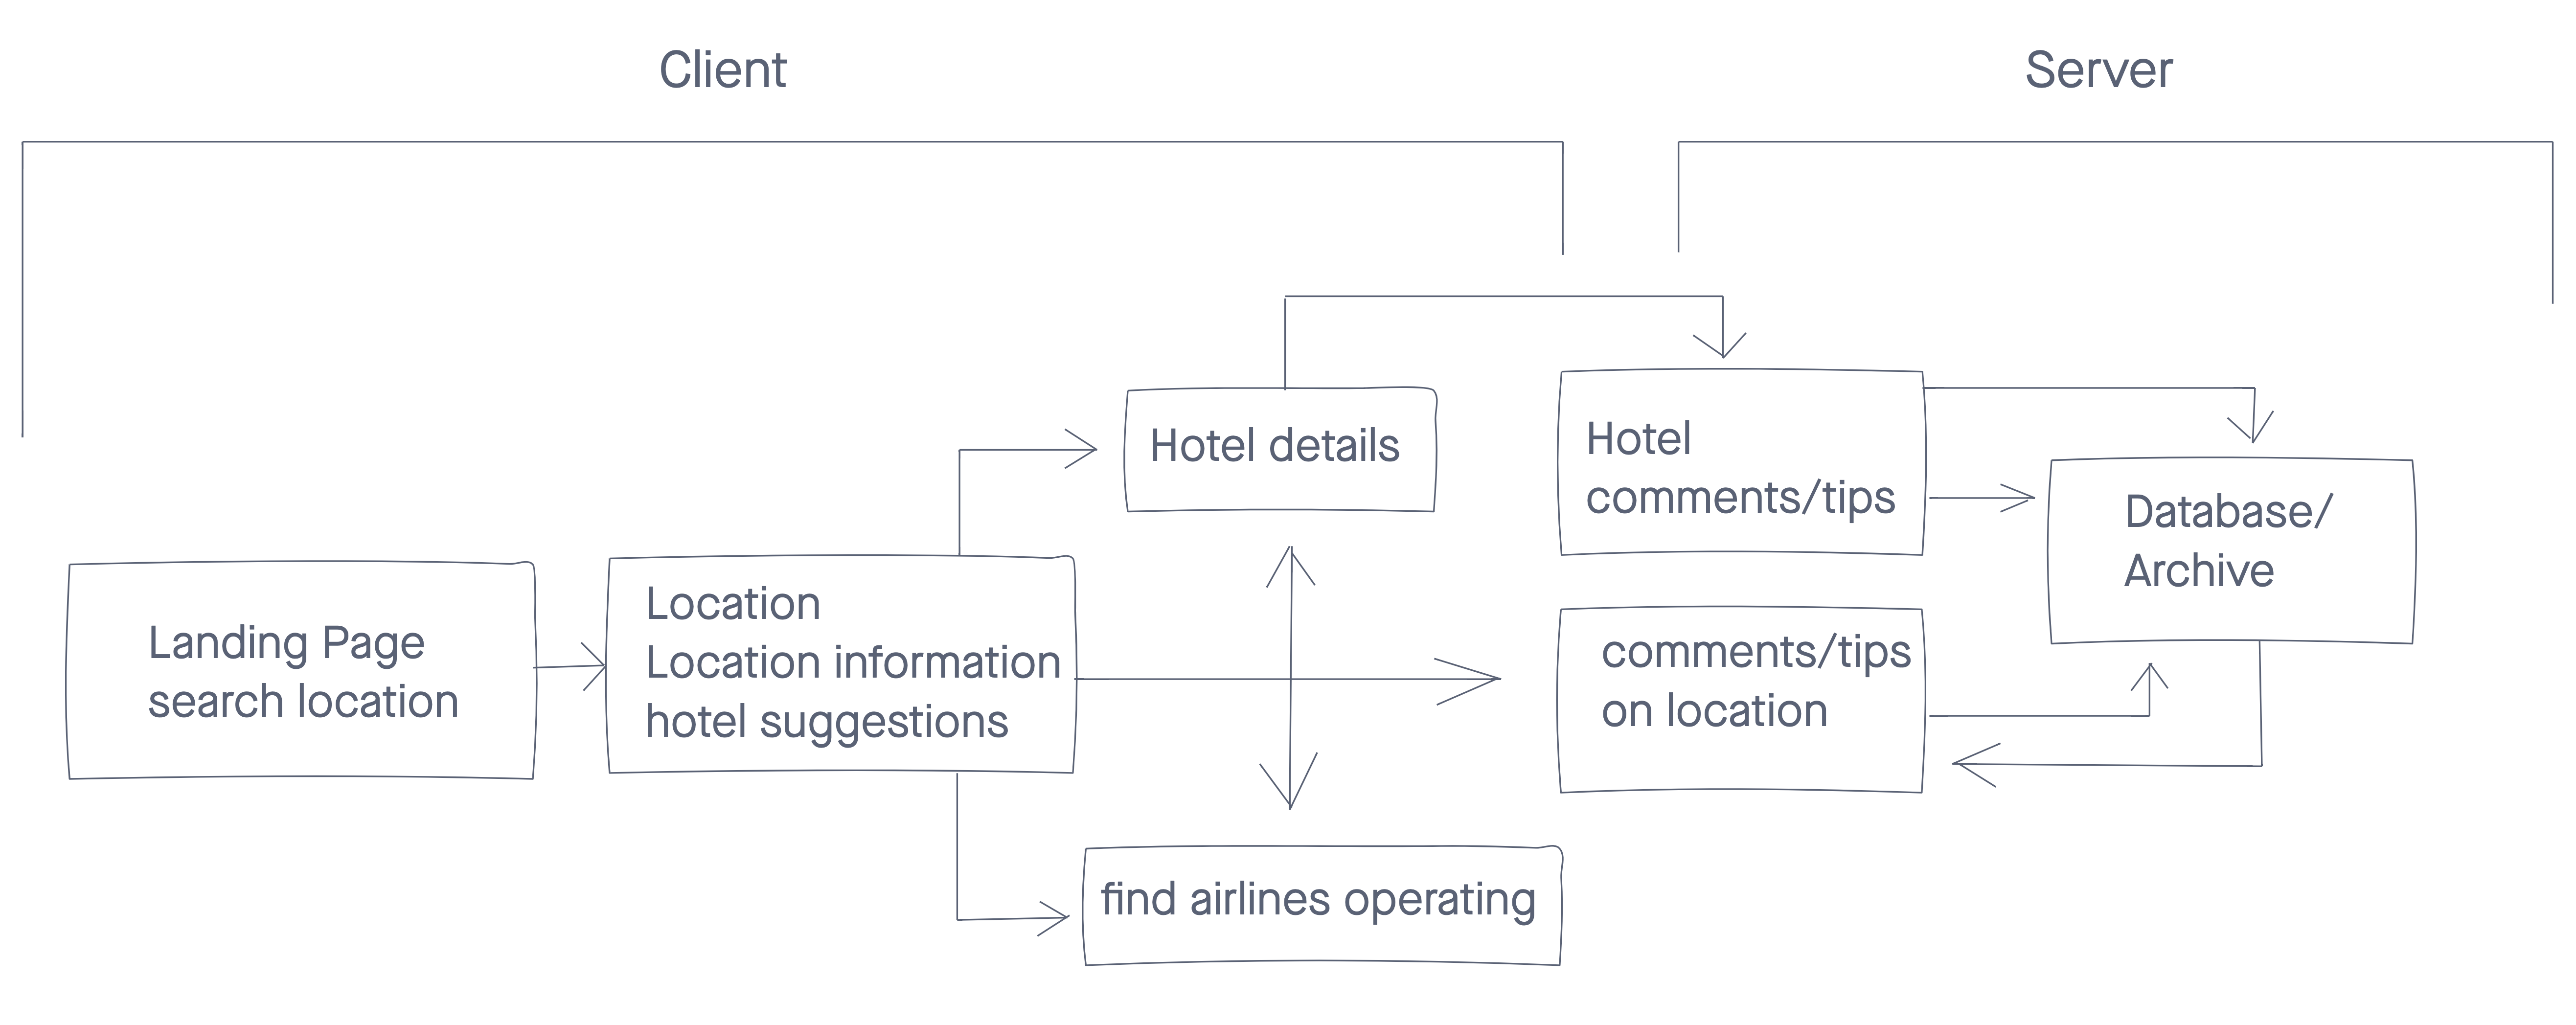 Client
Server
Landing Page
search location
Location
Location information
hotel suggestions
Hotel details
find airlines operating
Hotel
comments/tips
comments/tips
on location
Database/
Archive